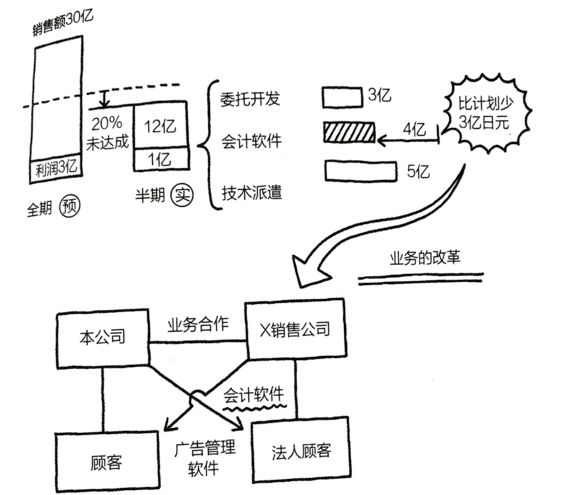 销售额30亿
利润3亿
全期 预
20%
未达成
12亿
1亿
半期 实
委托开发
3亿
会计软件
4亿
技术派遣
5亿
比计划少
3亿日元
业务的改革
本公司
业务合作
X销售公司
会计软件
顾客
广告管理
软件
法人顾客